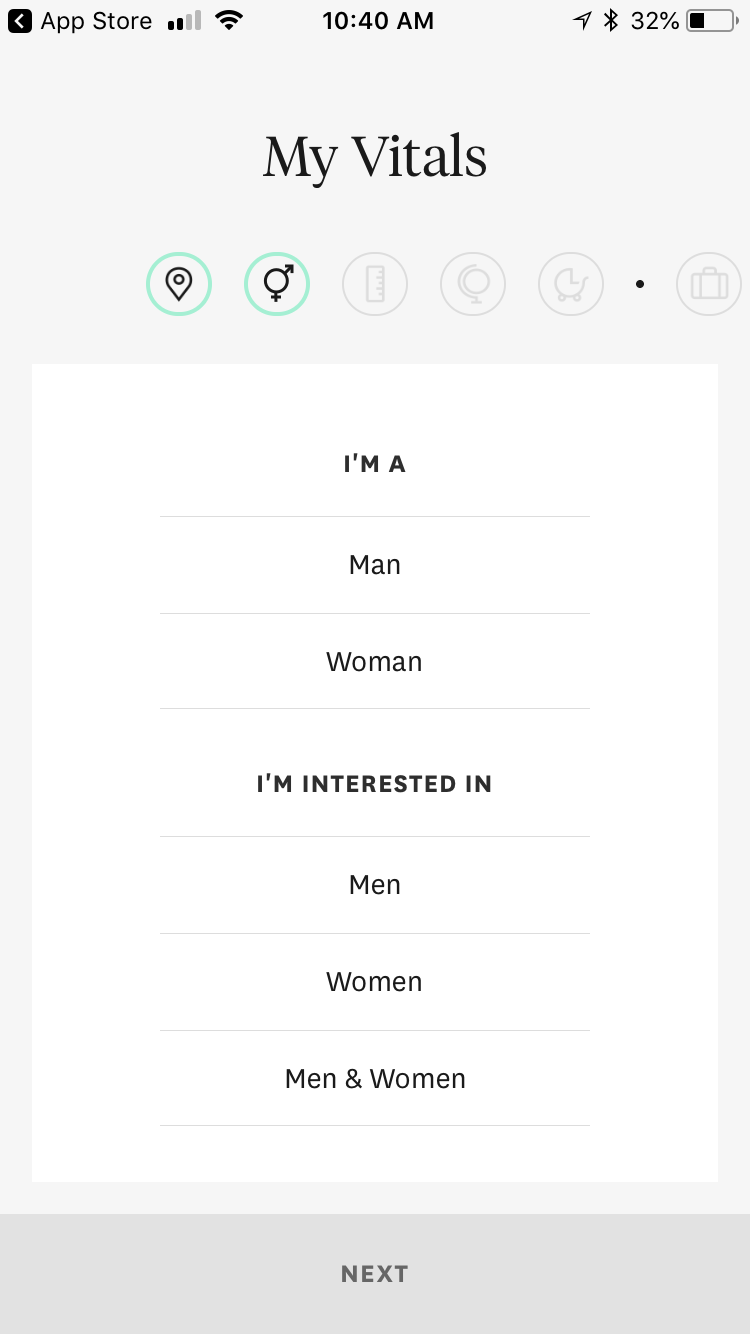 App Store 10:40 AM 32%
My Vitals
I'M A
Man
Woman
I'M INTERESTED IN
Men
Women
Men & Women
NEXT